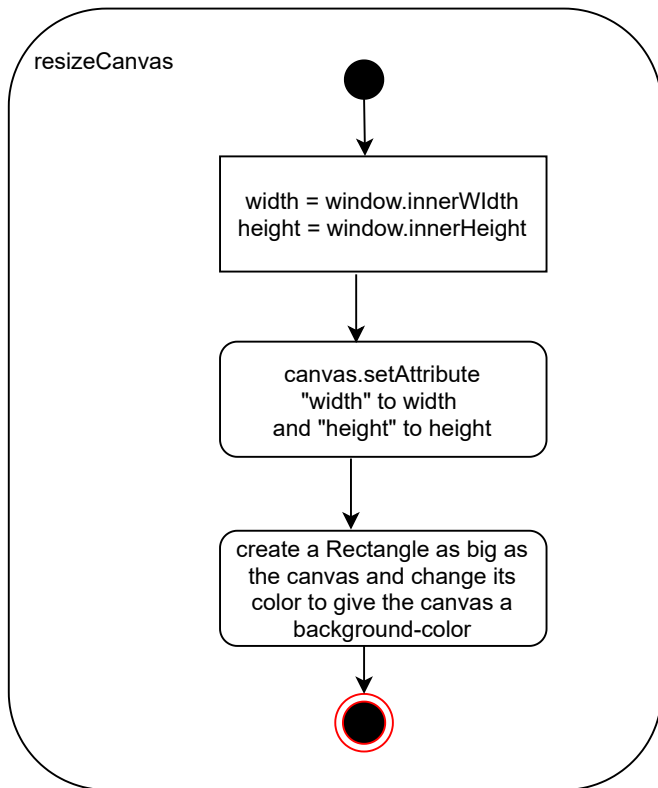 resizeCanvas
width = window.innerWIdth
height = window.innerHeight
canvas.setAttribute
"width" to width
and "height" to height
create a Rectangle as big as
the canvas and change its
color to give the canvas a
background-color